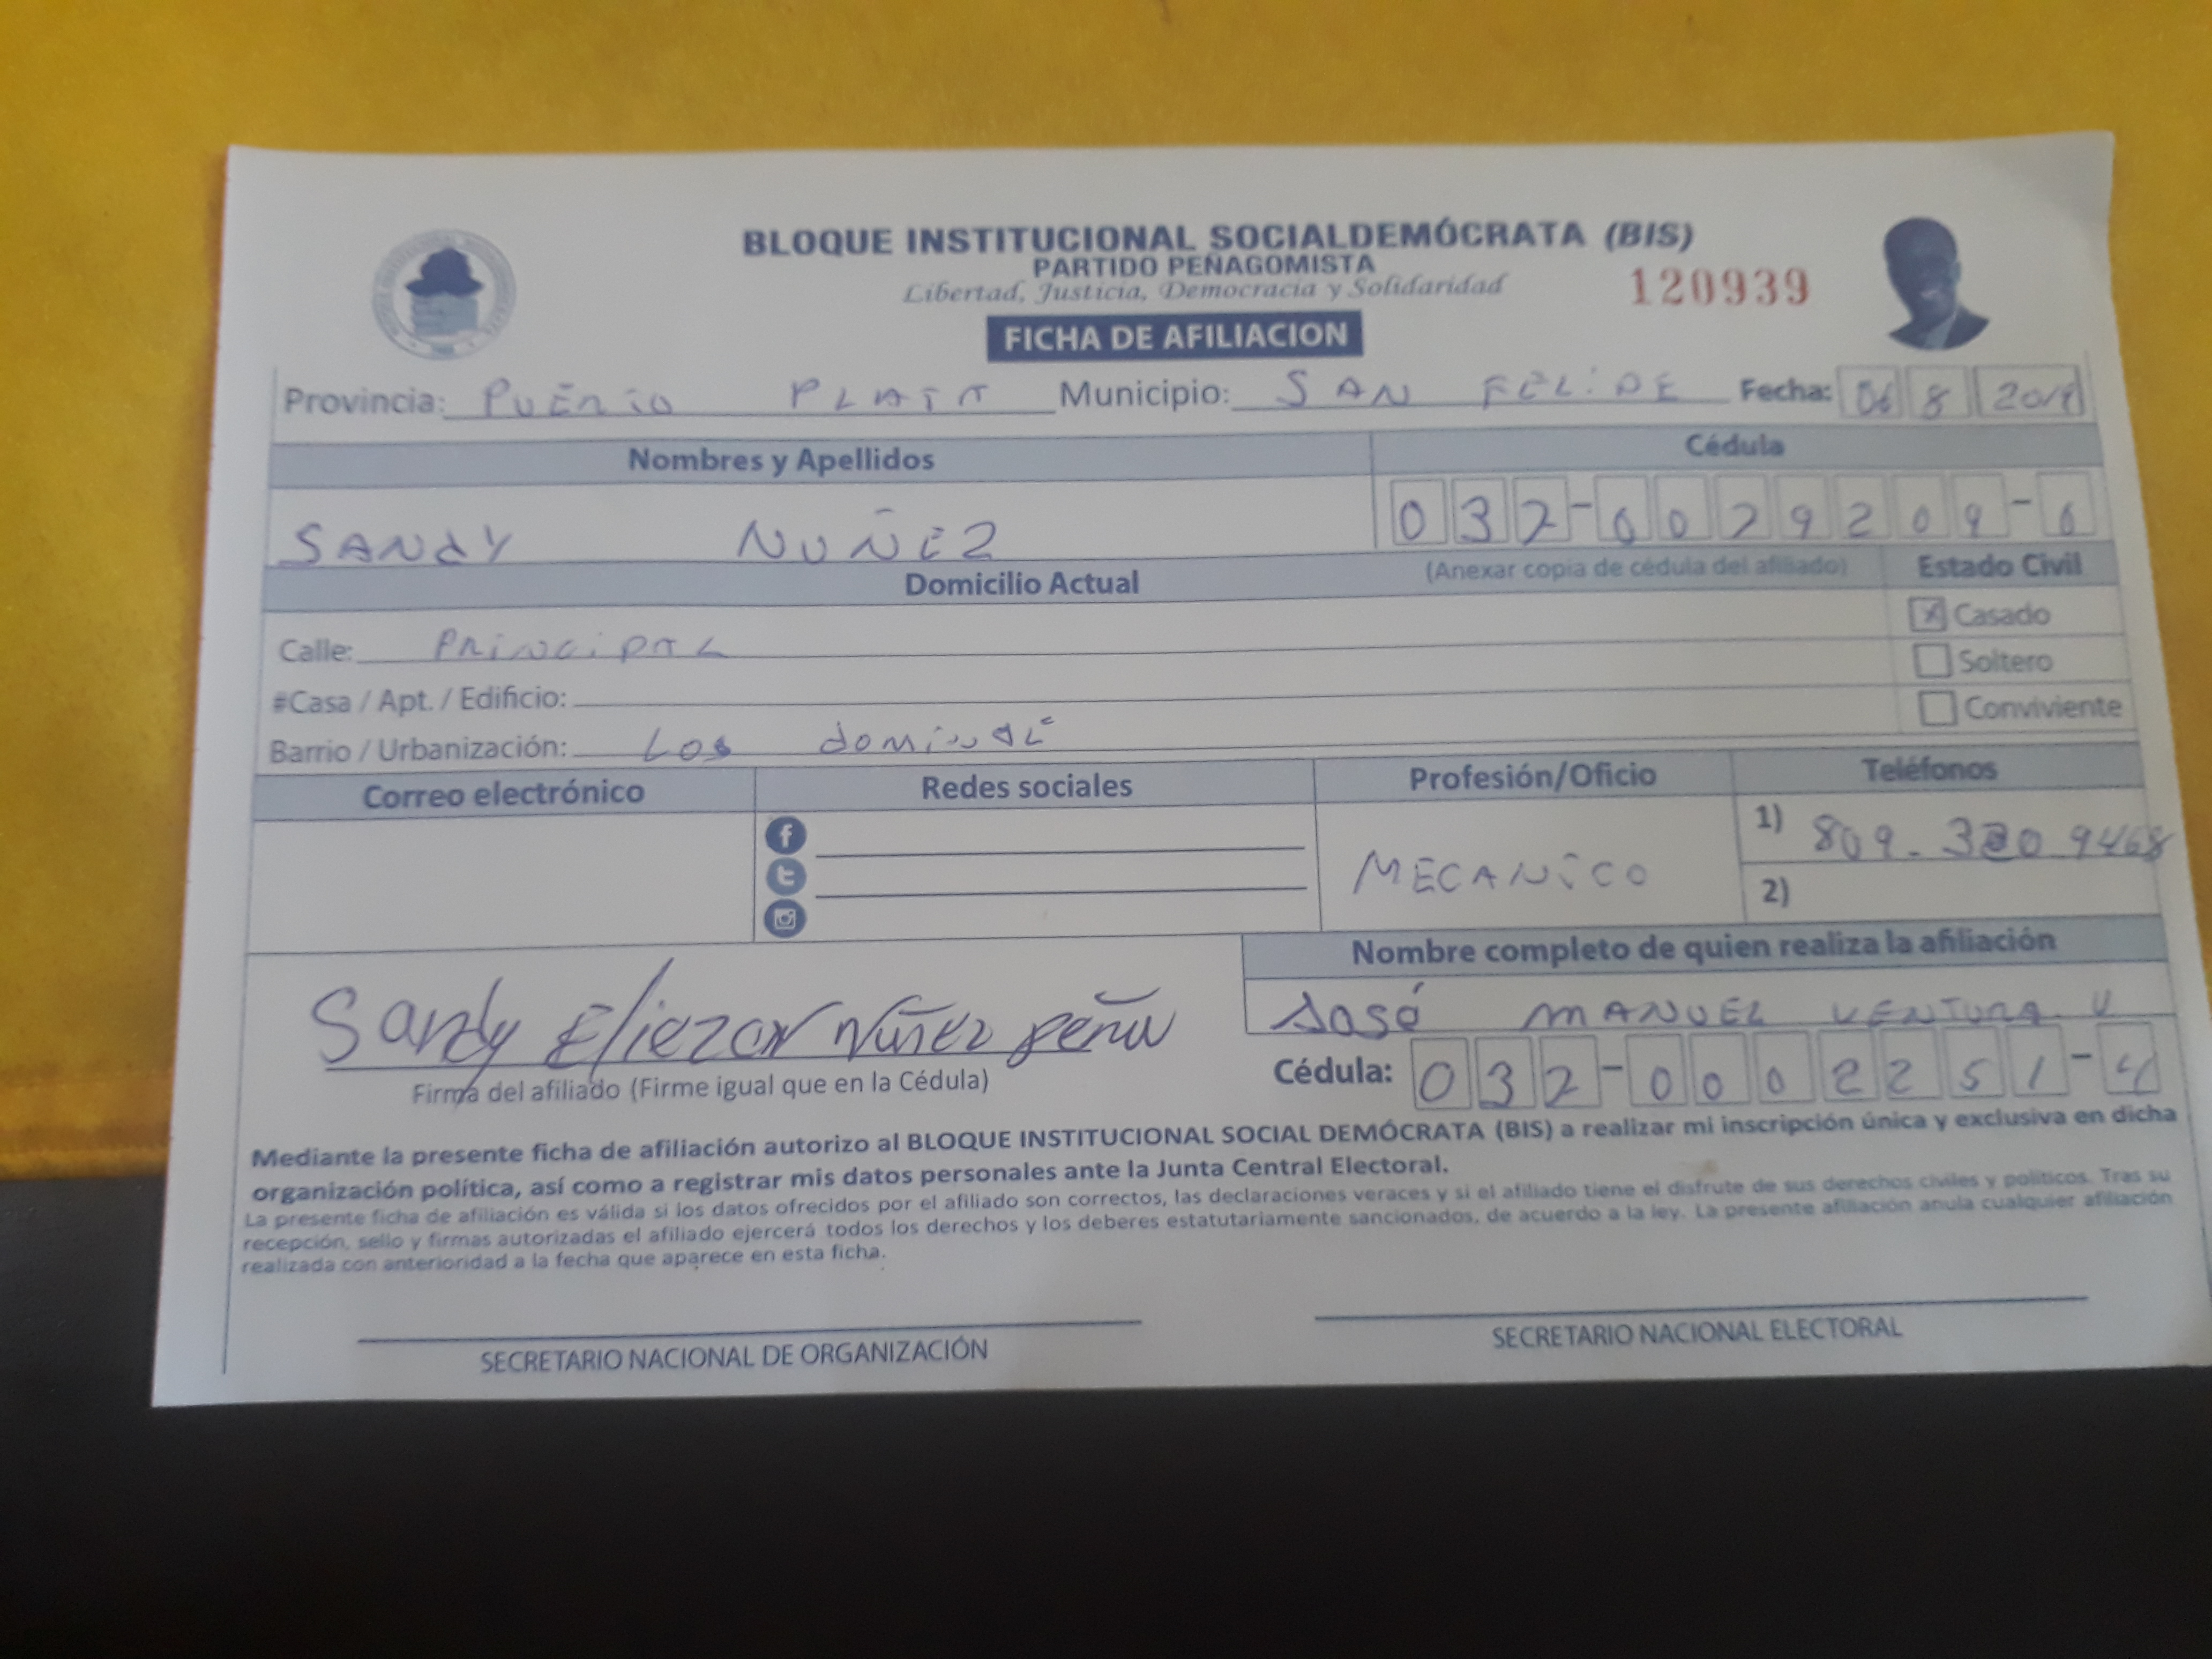 BLOQUE INSTITUCIONAL SOCIALDEMÓCRATA (BIS)
PARTIDO PEÑAGOMISTA
Libertad, Justicia, Democracia y Solidaridad
120939
FICHA DE AFILIACION
Provincia: PUERTO PLATA Municipio: SAN FELIPE Fecha: 06 8
Nombres y Apellidos Cédula
SANdY NUÑEZ 032-0029209-6
Domicilio Actual (Anexar copia de cédula del afiliado) Estado Civil
Calle: PRINCIPAL X Casado
Soltero
#Casa / Apt. / Edificio:
Conviviente
Barrio / Urbanización: Los
Correo electrónico Redes sociales Profesión/Oficio Teléfonos
MECANICO
1) 809- 9468
2)
Nombre completo de quien realiza la afiliación
José MANUEL VENTURA V
Sandy Eliezer Núñez Peña
Cédula: 032-0002251-4
Firma del afiliado (Firme igual que en la Cédula)
Mediante la presente ficha de afiliación autorizo al BLOQUE INSTITUCIONAL SOCIAL DEMÓCRATA (BIS) a realizar mi inscripción única y exclusiva en dicha
organización política, así como a registrar mis datos personales ante la Junta Central Electoral.
La presente ficha de afiliación es válida si los datos ofrecidos por el afiliado son correctos, las declaraciones veraces y si el afiliado tiene el disfrute de sus derechos civiles y políticos. Tras su
recepción, sello y firmas autorizadas el afiliado ejercerá todos los derechos y los deberes estatutariamente sancionados, de acuerdo a la ley. La presente afiliación anula cualquier afiliación
realizada con anterioridad a la fecha que aparece en esta ficha.
SECRETARIO NACIONAL DE ORGANIZACIÓN SECRETARIO NACIONAL ELECTORAL